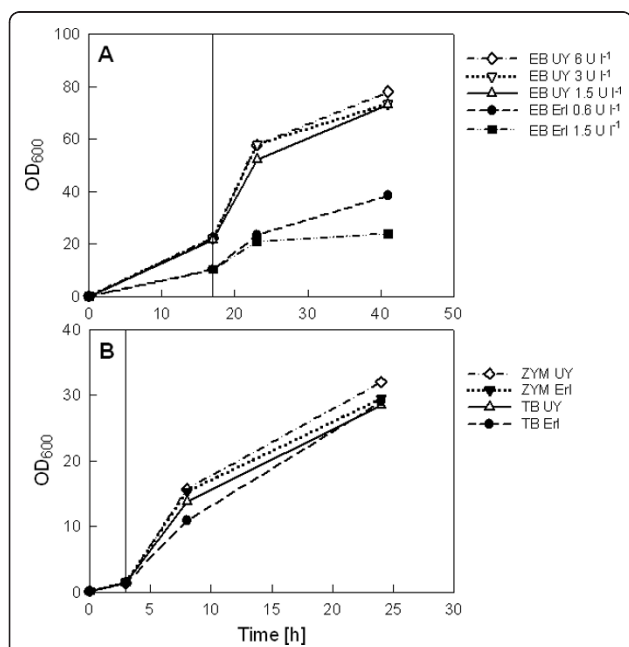 A
100
80
60
40
20
0
OD600
0 10 20 30 40 50
EB UY 6 U l-1
EB UY 3 U l-1
EB UY 1.5 U l-1
EB Erl 0.6 U l-1
EB Erl 1.5 U l-1
B
40
30
20
10
0
OD600
0 5 10 15 20 25 30
Time [h]
ZYM UY
ZYM Erl
TB UY
TB Erl